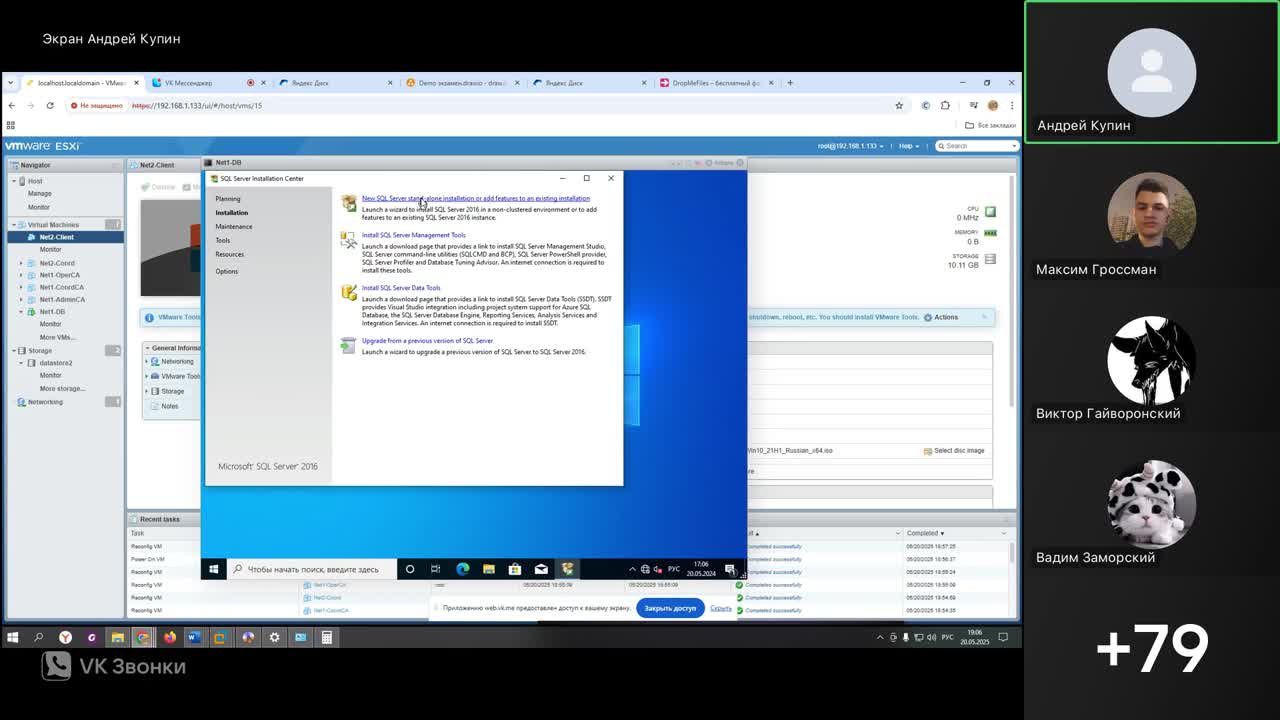 Экран Андрей Купин
localhost.localdomain - VMwa
VK Мессенджер
Яндекс Диск
Demo экзамен.drawio - draw.i
Яндекс Диск
DropMeFiles – бесплатный фо
Не защищено
https://192.168.1.133/ui/#/host/vms/15
Все закладки
vmware ESXi
root@192.168.1.133
Help
Search
Navigator
Host
Manage
Monitor
Virtual Machines
Net2-Client
Monitor
Net2-Coord
Net1-OperCA
Net1-CoordCA
Net1-AdminCA
Net1-DB
Monitor
More VMs...
Storage
2
datastore2
Monitor
More storage...
Networking
1
Net2-Client
Console
VMware Tools
General Informa
Networking
VMware Tools
Storage
Notes
Net1-DB
Actions
SQL Server Installation Center
Planning
Installation
Maintenance
Tools
Resources
Options
Microsoft SQL Server 2016
New SQL Server stand-alone installation or add features to an existing installation
Launch a wizard to install SQL Server 2016 in a non-clustered environment or to add
features to an existing SQL Server 2016 instance.
Install SQL Server Management Tools
Launch a download page that provides a link to install SQL Server Management Studio,
SQL Server command-line utilities (SQLCMD and BCP), SQL Server PowerShell provider,
SQL Server Profiler and Database Tuning Advisor. An internet connection is required to
install these tools.
Install SQL Server Data Tools
Launch a download page that provides a link to install SQL Server Data Tools (SSDT). SSDT
provides Visual Studio integration including project system support for Azure SQL
Database, the SQL Server Database Engine, Reporting Services, Analysis Services and
Integration Services. An internet connection is required to install SSDT.
Upgrade from a previous version of SQL Server
Launch a wizard to upgrade a previous version of SQL Server to SQL Server 2016.
CPU
0 MHz
MEMORY
0 B
STORAGE
10.11 GB
shutdown, reboot, etc. You should install VMware Tools.
Actions
Win10_21H1_Russian_x64.iso
Select disc image
Чтобы начать поиск, введите здесь
РУС
17:06
20.05.2024
Recent tasks
Task
Completed
Reconfig VM
Completed successfully
05/20/2025 18:57:25
Power On VM
Completed successfully
05/20/2025 18:56:37
Reconfig VM
Completed successfully
05/20/2025 18:55:24
Reconfig VM
Net1-OperCA
05/20/2025 18:55:09
05/20/2025 18:55:09
Completed successfully
05/20/2025 18:55:09
Reconfig VM
Net2-Coord
Completed successfully
05/20/2025 18:54:59
Reconfig VM
Net1-CoordCA
Completed successfully
05/20/2025 18:54:35
Приложению web.vk.me предоставлен доступ к вашему экрану.
Закрыть доступ
Скрыть
РУС
19:06
20.05.2025
VK Звонки
Андрей Купин
Максим Гроссман
Виктор Гайворонский
Вадим Заморский
+79